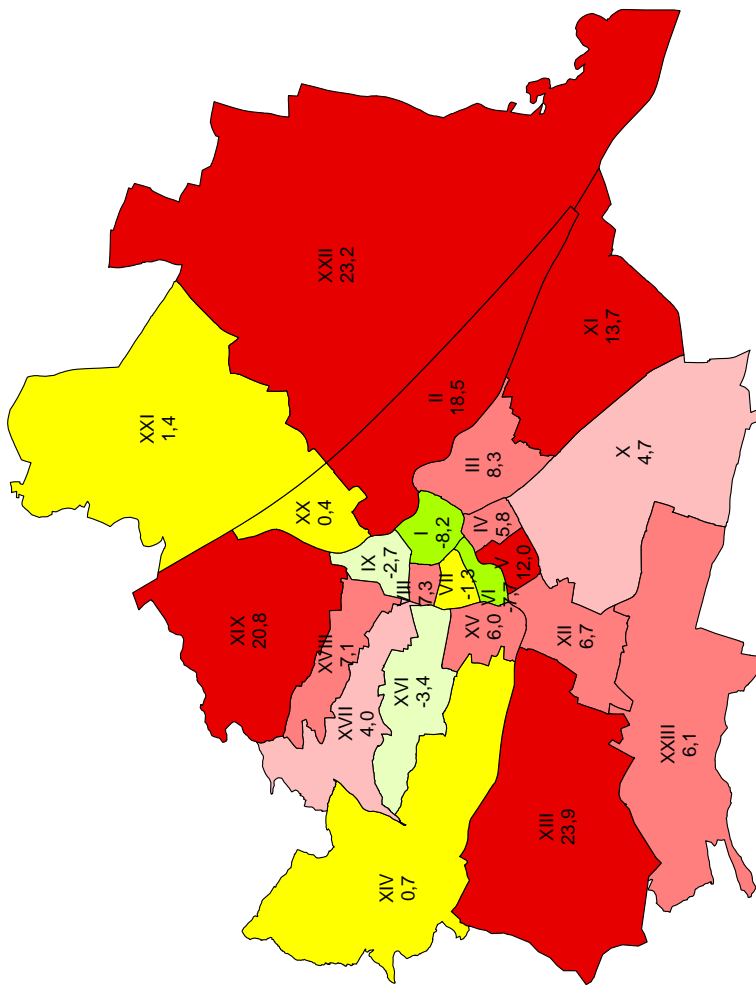 XXI
1,4
XIX
20,8
XX
0,4
XVIII
7,1
XXII
23,2
XVII
4,0
IX
-2,7
XIV
0,7
XVI
-3,4
VIII
7,3
I
-8,2
II
18,5
VII
-1,3
XV
6,0
III
8,3
IV
5,8
VI
V
12,0
XIII
23,9
XII
6,7
XI
13,7
X
4,7
XXIII
6,1